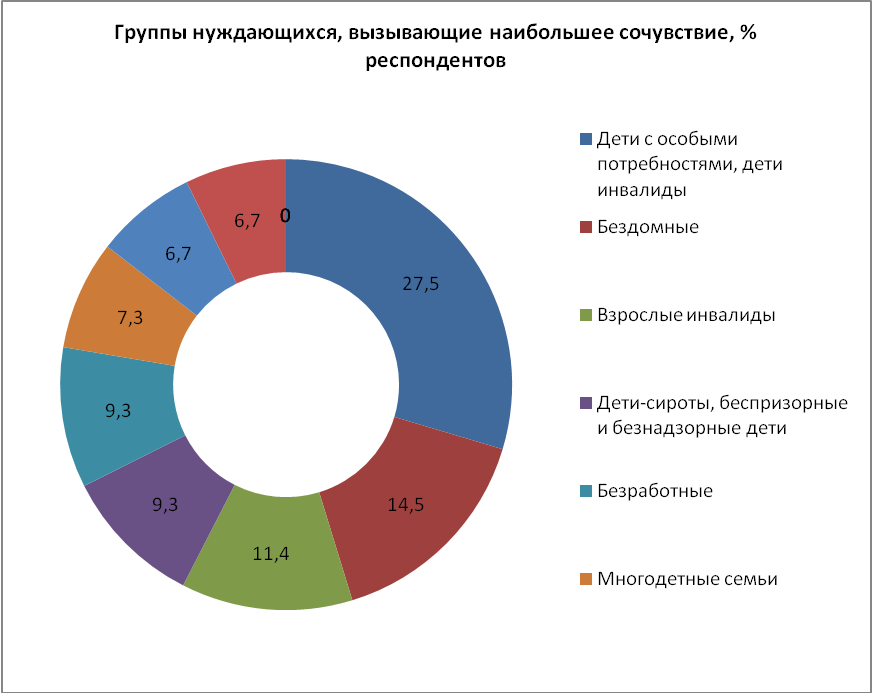 Группы нуждающихся, вызывающие наибольшее сочувствие, %
респондентов
27,5
14,5
11,4
9,3
9,3
7,3
6,7
6,7
0
Дети с особыми
потребностями, дети
инвалиды
Бездомные
Взрослые инвалиды
Дети-сироты, беспризорные
и безнадзорные дети
Безработные
Многодетные семьи